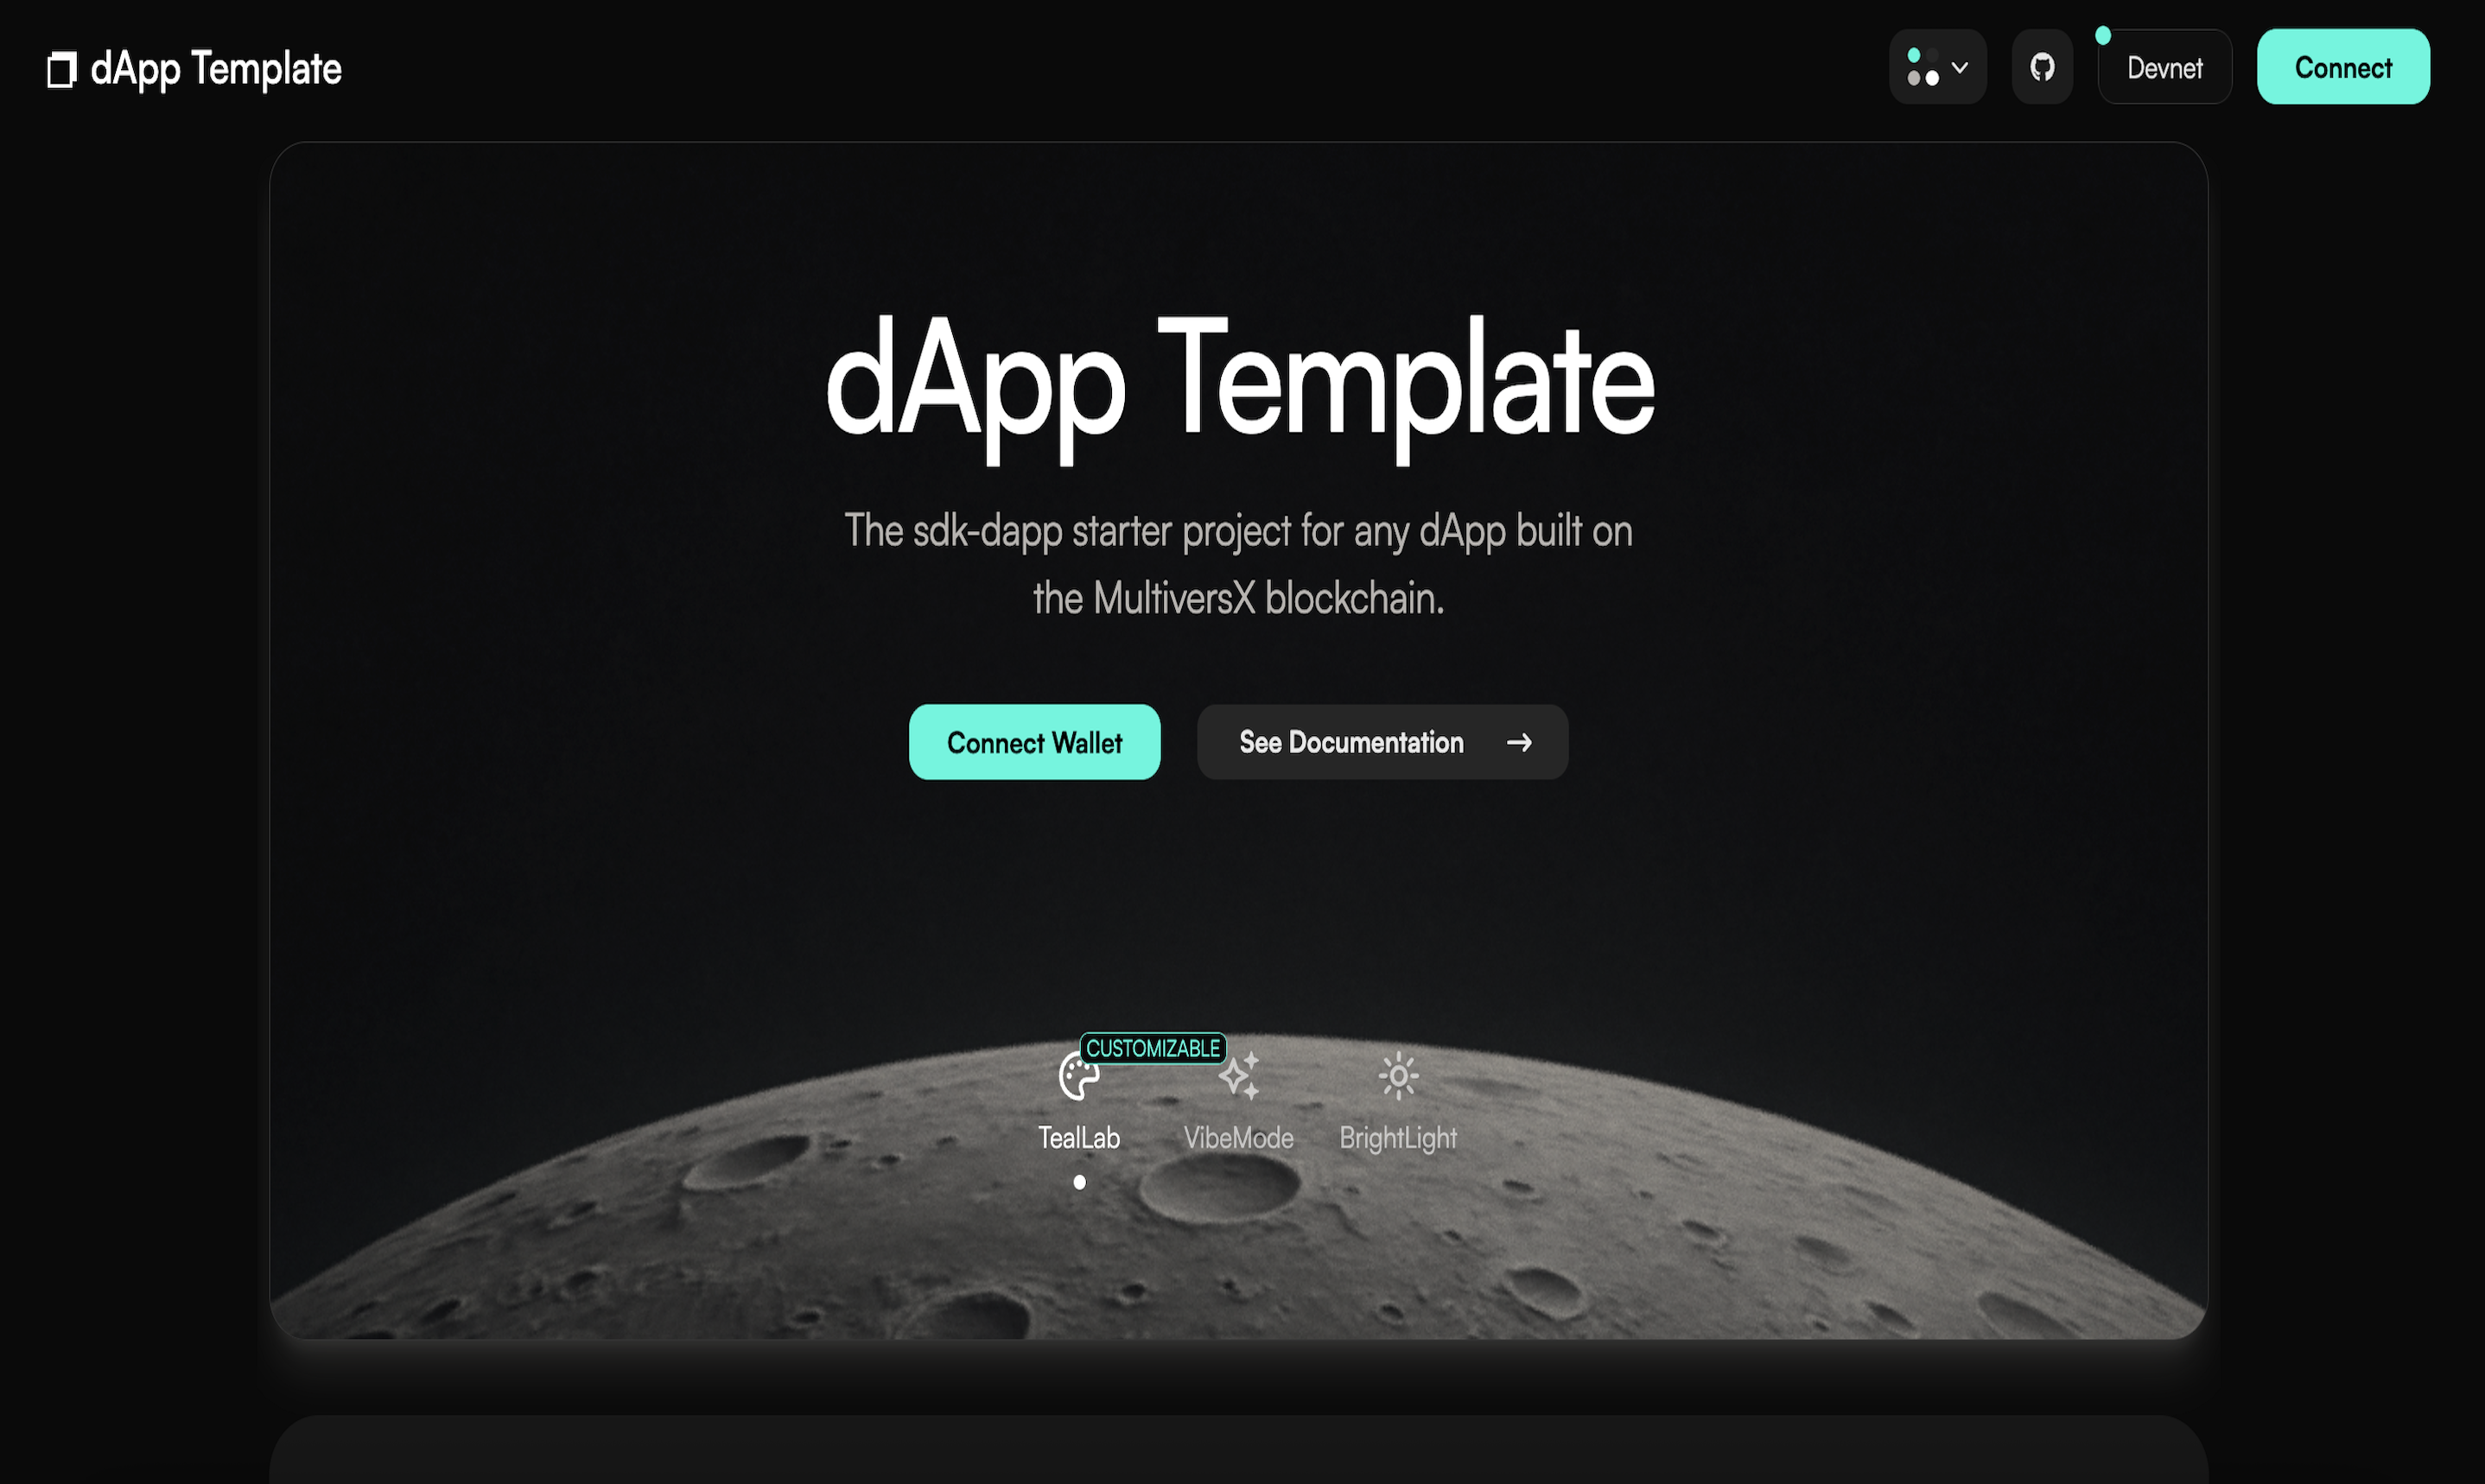 dApp Template
Devnet
Connect
dApp Template
The sdk-dapp starter project for any dApp built on
the MultiversX blockchain.
Connect Wallet
See Documentation
CUSTOMIZABLE
TealLab
VibeMode
BrightLight